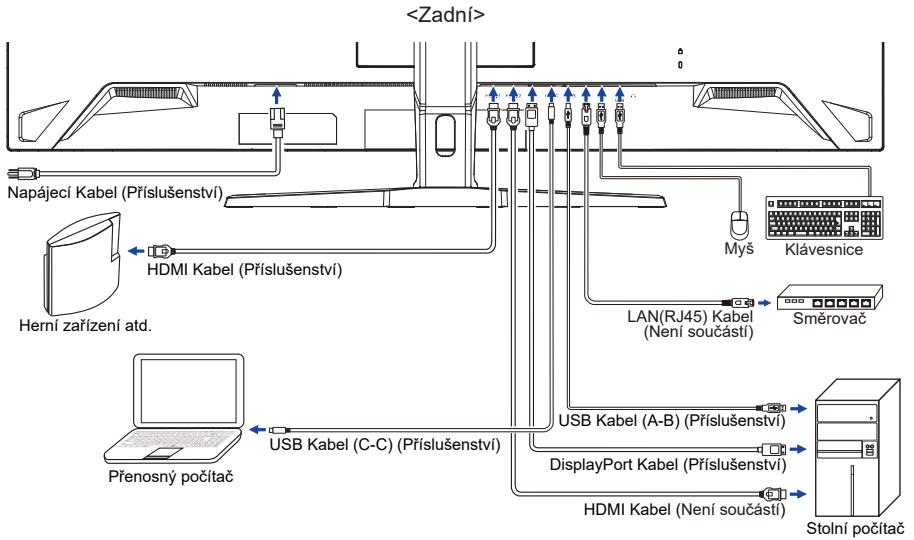 <Zadní>
Napájecí Kabel (Příslušenství)
Myš
Klávesnice
HDMI Kabel (Příslušenství)
Herní zařízení atd.
LAN(RJ45) Kabel
(Není součástí)
Směrovač
USB Kabel (A-B) (Příslušenství)
USB Kabel (C-C) (Příslušenství)
DisplayPort Kabel (Příslušenství)
Přenosný počítač
HDMI Kabel (Není součástí)
Stolní počítač